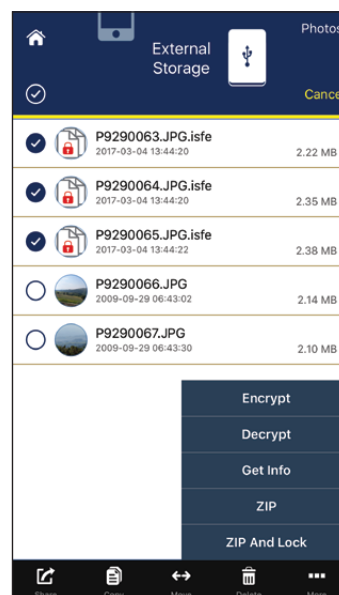 Photos
External
Storage
Cance
P9290063.JPG.isfe
2017-03-04 13:44:20
2.22 MB
P9290064.JPG.isfe
2017-03-04 13:44:20
2.35 MB
P9290065.JPG.isfe
2017-03-04 13:44:22
2.38 MB
P9290066.JPG
2009-09-29 06:43:02
2.14 MB
P9290067.JPG
2009-09-29 06:43:30
2.10 MB
Encrypt
Decrypt
Get Info
ZIP
ZIP And Lock
Share
Copy
Move
Delete
More